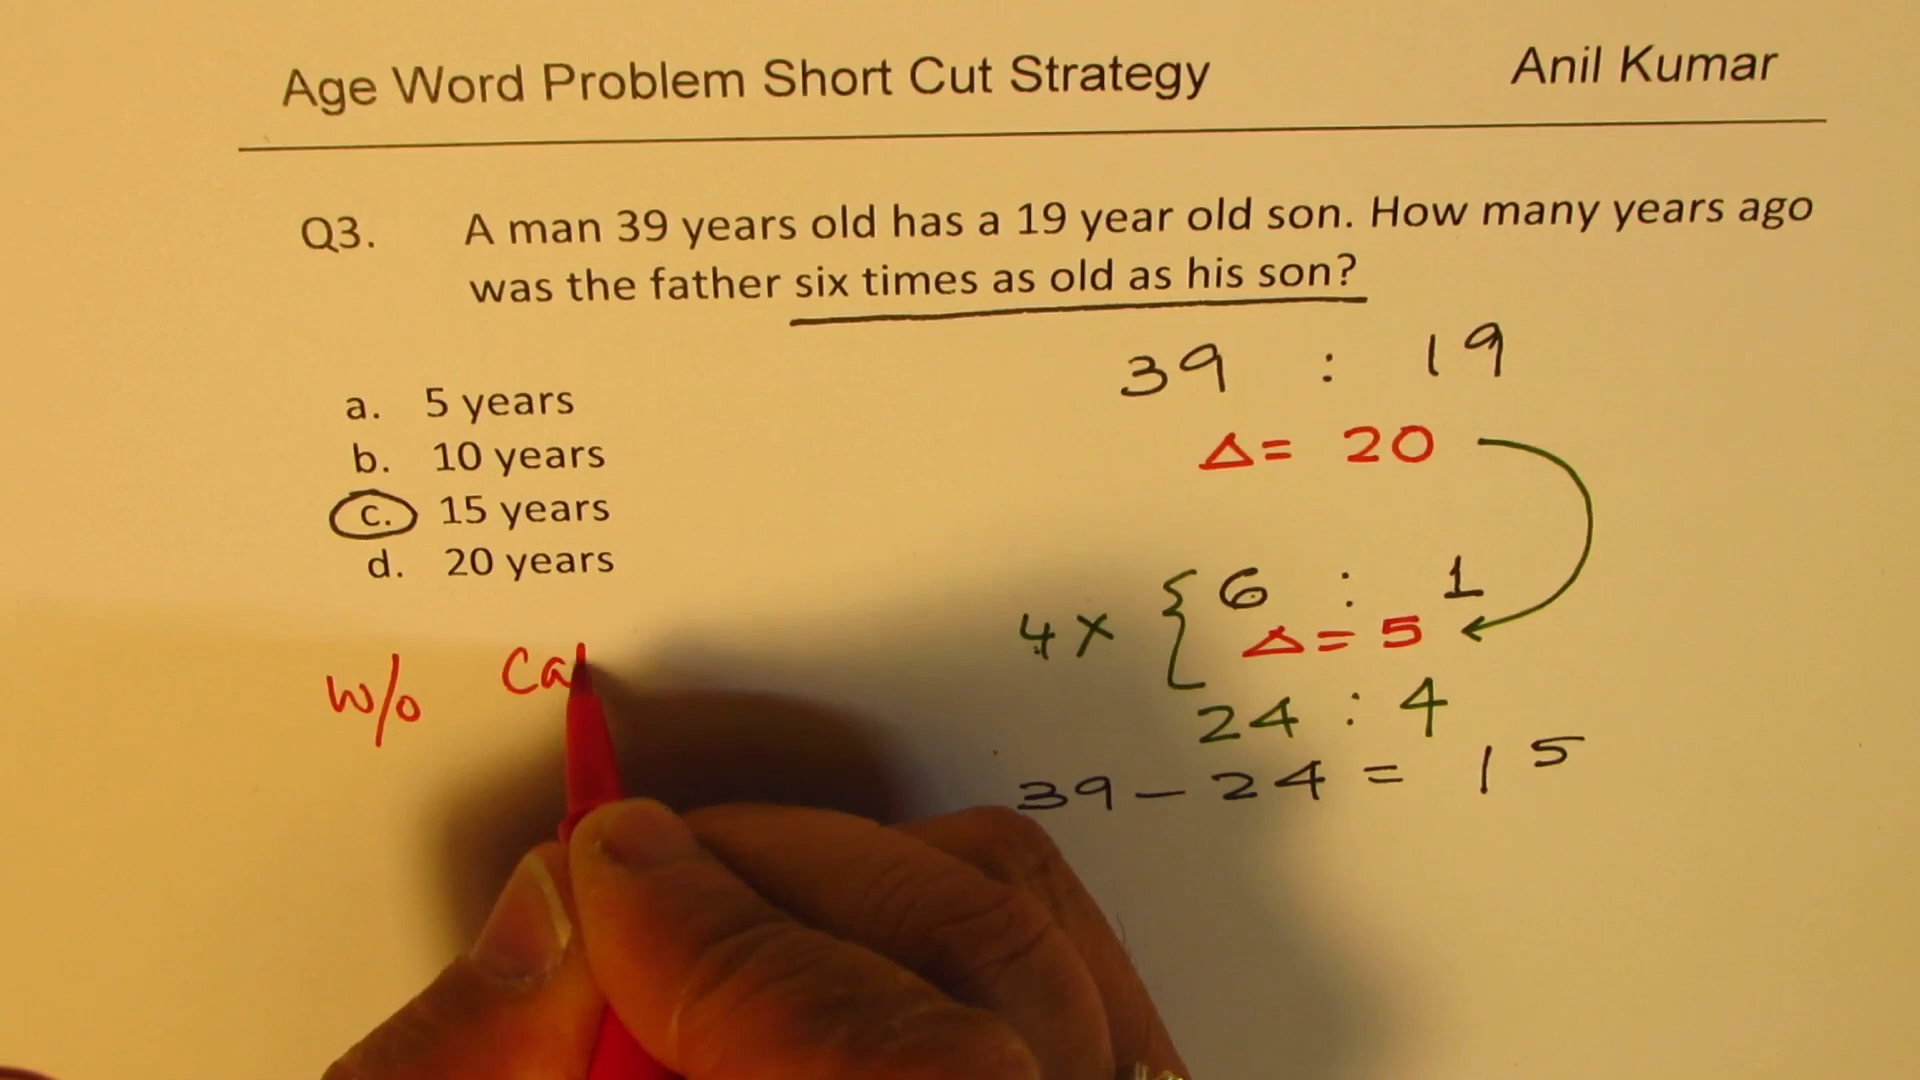 Age Word Problem Short Cut Strategy Anil Kumar
Q3. A man 39 years old has a 19 year old son. How many years ago
was the father six times as old as his son?
39 : 19
a. 5 years
Δ= 20
b. 10 years
c. 15 years
d. 20 years
6 : 1
4 x { Δ= 5
w/o Cal
24 : 4
39 – 24 = 15